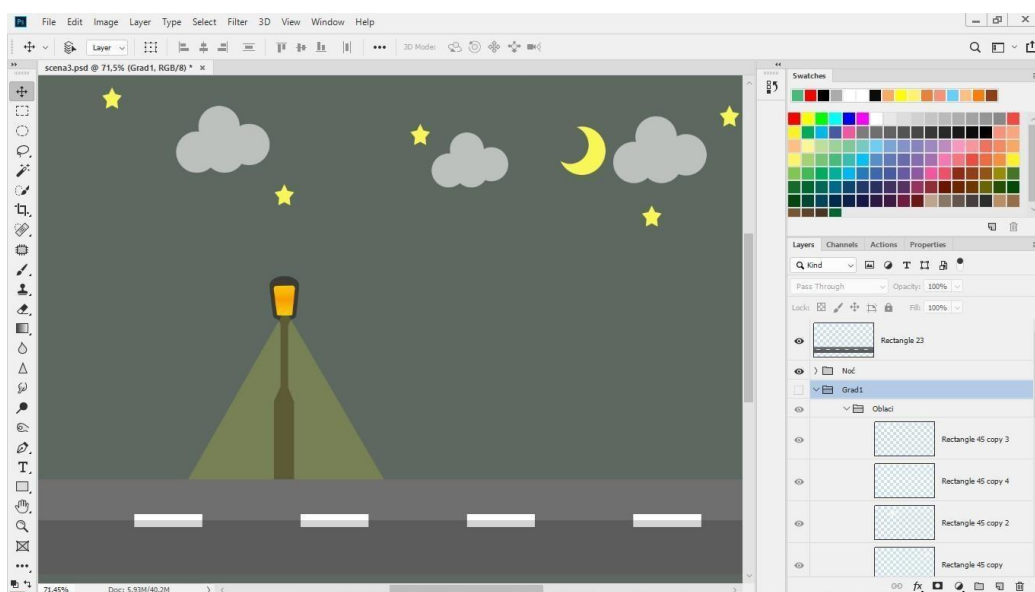 Ps File Edit Image Layer Type Select Filter 3D View Window Help
Layer 3D Mode:
scena3.psd @ 71,5% (Grad1, RGB/8) * ×
Swatches
Layers Channels Actions Properties
Kind T
Pass Through Opacity: 100%
Lock: Fill: 100%
Rectangle 23
Noć
Grad1
Oblaci
Rectangle 45 copy 3
Rectangle 45 copy 4
Rectangle 45 copy 2
Rectangle 45 copy
T
71,45% Doc: 5,93M/40,2M
fx